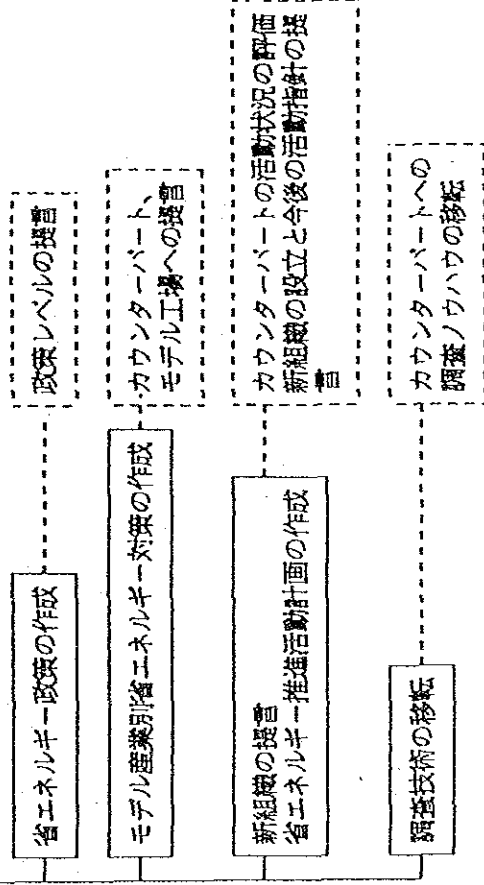 省エネルギー政策の作成
政策レベルの提言
モデル産業別省エネルギー対策の作成
カウンターパート、
モデル工場への提言
新組織の提言
省エネルギー推進活動計画の作成
カウンターパートの活動状況の評価
新組織の設立と今後の活動指針の提
言
調査技術の移転
カウンターパートへの
調査ノウハウの移転